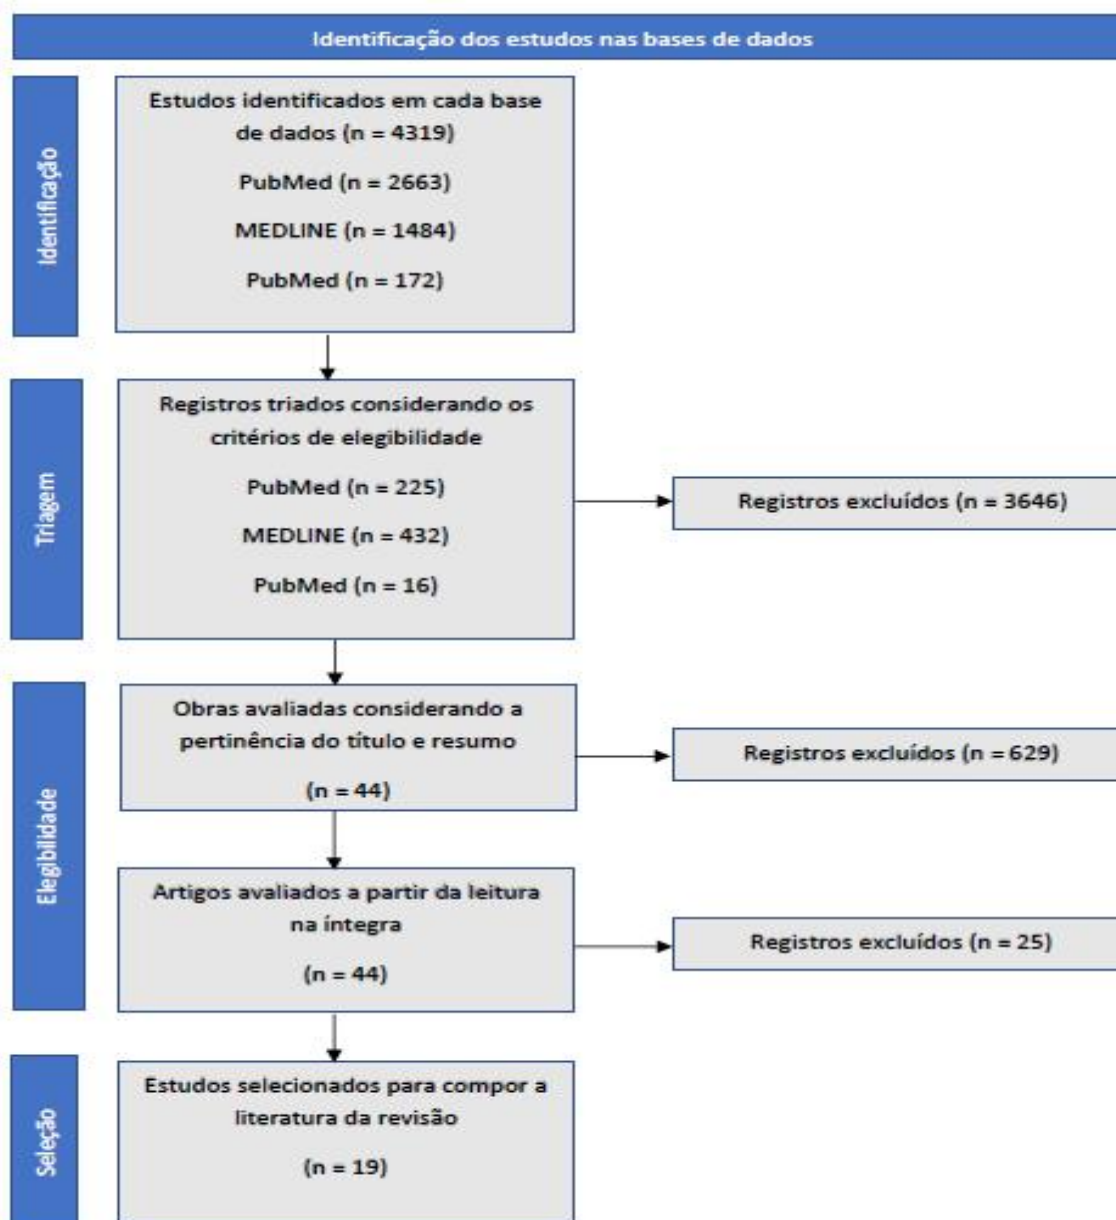 Identificação dos estudos nas bases de dados
Identificação
Estudos identificados em cada base
de dados (n = 4319)
PubMed (n = 2663)
MEDLINE (n = 1484)
PubMed (n = 172)
Triagem
Registros triados considerando os
critérios de elegibilidade
PubMed (n = 225)
MEDLINE (n = 432)
PubMed (n = 16)
Registros excluídos (n = 3646)
Elegibilidade
Obras avaliadas considerando a
pertinência do título e resumo
(n = 44)
Registros excluídos (n = 629)
Artigos avaliados a partir da leitura
na íntegra
(n = 44)
Registros excluídos (n = 25)
Seleção
Estudos selecionados para compor a
literatura da revisão
(n = 19)